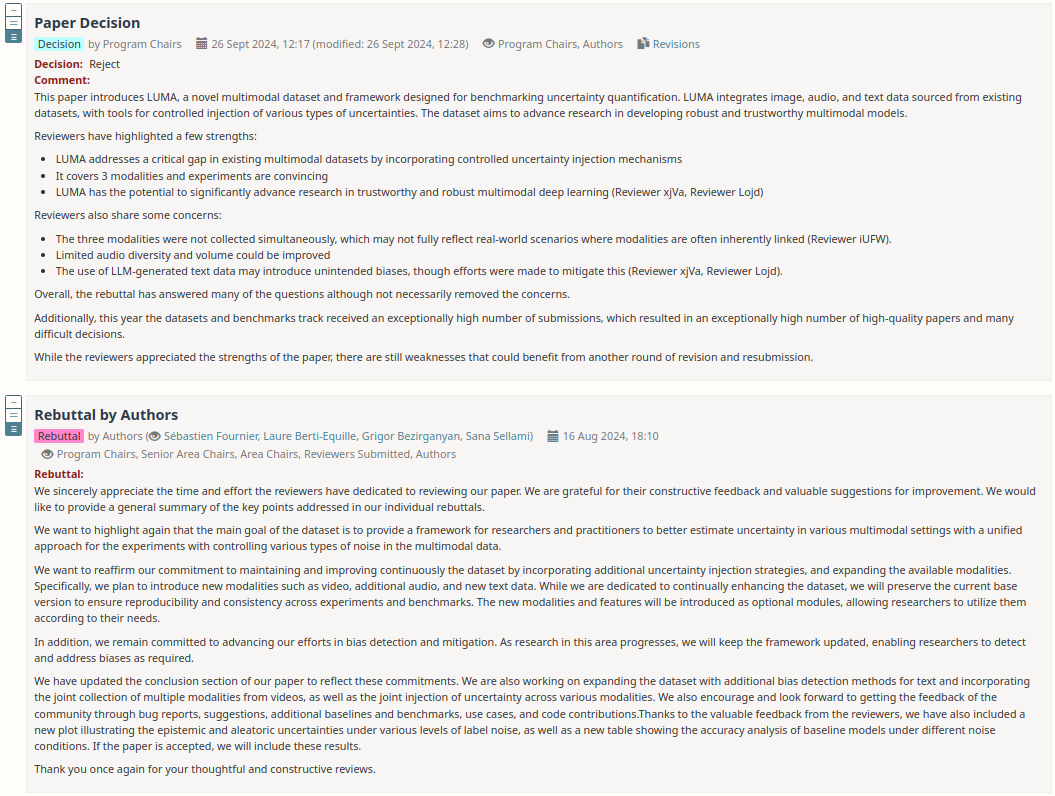 Paper Decision
Decision by Program Chairs 26 Sept 2024, 12:17 (modified: 26 Sept 2024, 12:28) Program Chairs, Authors Revisions
Decision: Reject
Comment:
This paper introduces LUMA, a novel multimodal dataset and framework designed for benchmarking uncertainty quantification. LUMA integrates image, audio, and text data sourced from existing
datasets, with tools for controlled injection of various types of uncertainties. The dataset aims to advance research in developing robust and trustworthy multimodal models.
Reviewers have highlighted a few strengths:
• LUMA addresses a critical gap in existing multimodal datasets by incorporating controlled uncertainty injection mechanisms
• It covers 3 modalities and experiments are convincing
• LUMA has the potential to significantly advance research in trustworthy and robust multimodal deep learning (Reviewer xjVa, Reviewer Lojd)
Reviewers also share some concerns:
• The three modalities were not collected simultaneously, which may not fully reflect real-world scenarios where modalities are often inherently linked (Reviewer iUFW).
• Limited audio diversity and volume could be improved
• The use of LLM-generated text data may introduce unintended biases, though efforts were made to mitigate this (Reviewer xjVa, Reviewer Lojd).
Overall, the rebuttal has answered many of the questions although not necessarily removed the concerns.
Additionally, this year the datasets and benchmarks track received an exceptionally high number of submissions, which resulted in an exceptionally high number of high-quality papers and many
difficult decisions.
While the reviewers appreciated the strengths of the paper, there are still weaknesses that could benefit from another round of revision and resubmission.
Rebuttal by Authors
Rebuttal by Authors (Sébastien Fournier, Laure Berti-Equille, Grigor Bezirganyan, Sana Sellami) 16 Aug 2024, 18:10
Program Chairs, Senior Area Chairs, Area Chairs, Reviewers Submitted, Authors
Rebuttal:
We sincerely appreciate the time and effort the reviewers have dedicated to reviewing our paper. We are grateful for their constructive feedback and valuable suggestions for improvement. We would
like to provide a general summary of the key points addressed in our individual rebuttals.
We want to highlight again that the main goal of the dataset is to provide a framework for researchers and practitioners to better estimate uncertainty in various multimodal settings with a unified
approach for the experiments with controlling various types of noise in the multimodal data.
We want to reaffirm our commitment to maintaining and improving continuously the dataset by incorporating additional uncertainty injection strategies, and expanding the available modalities.
Specifically, we plan to introduce new modalities such as video, additional audio, and new text data. While we are dedicated to continually enhancing the dataset, we will preserve the current base
version to ensure reproducibility and consistency across experiments and benchmarks. The new modalities and features will be introduced as optional modules, allowing researchers to utilize them
according to their needs.
In addition, we remain committed to advancing our efforts in bias detection and mitigation. As research in this area progresses, we will keep the framework updated, enabling researchers to detect
and address biases as required.
We have updated the conclusion section of our paper to reflect these commitments. We are also working on expanding the dataset with additional bias detection methods for text and incorporating
the joint collection of multiple modalities from videos, as well as the joint injection of uncertainty across various modalities. We also encourage and look forward to getting the feedback of the
community through bug reports, suggestions, additional baselines and benchmarks, use cases, and code contributions.Thanks to the valuable feedback from the reviewers, we have also included a
new plot illustrating the epistemic and aleatoric uncertainties under various levels of label noise, as well as a new table showing the accuracy analysis of baseline models under different noise
conditions. If the paper is accepted, we will include these results.
Thank you once again for your thoughtful and constructive reviews.